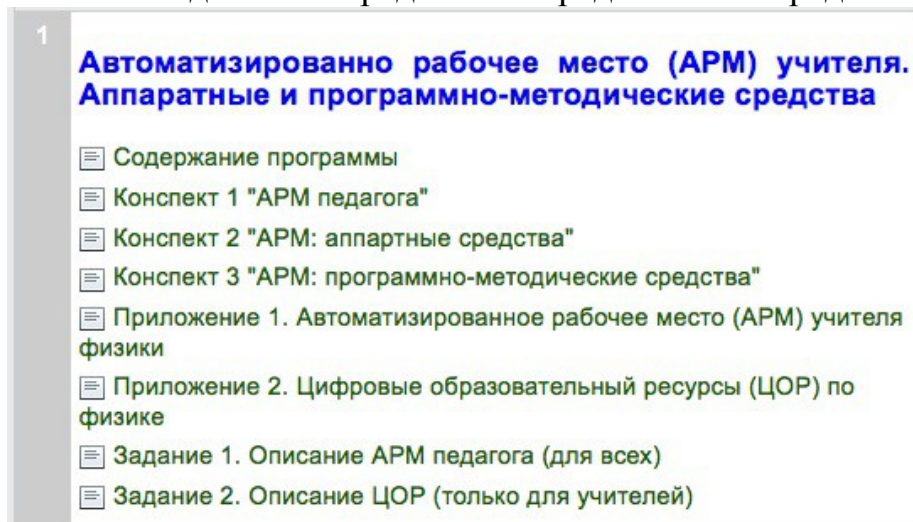 1
Автоматизированно рабочее место (АРМ) учителя.
Аппаратные и программно-методические средства
Содержание программы
Конспект 1 "АРМ педагога"
Конспект 2 "АРМ: аппартные средства"
Конспект 3 "АРМ: программно-методические средства"
Приложение 1. Автоматизированное рабочее место (АРМ) учителя
физики
Приложение 2. Цифровые образовательный ресурсы (ЦОР) по
физике
Задание 1. Описание АРМ педагога (для всех)
Задание 2. Описание ЦОР (только для учителей)